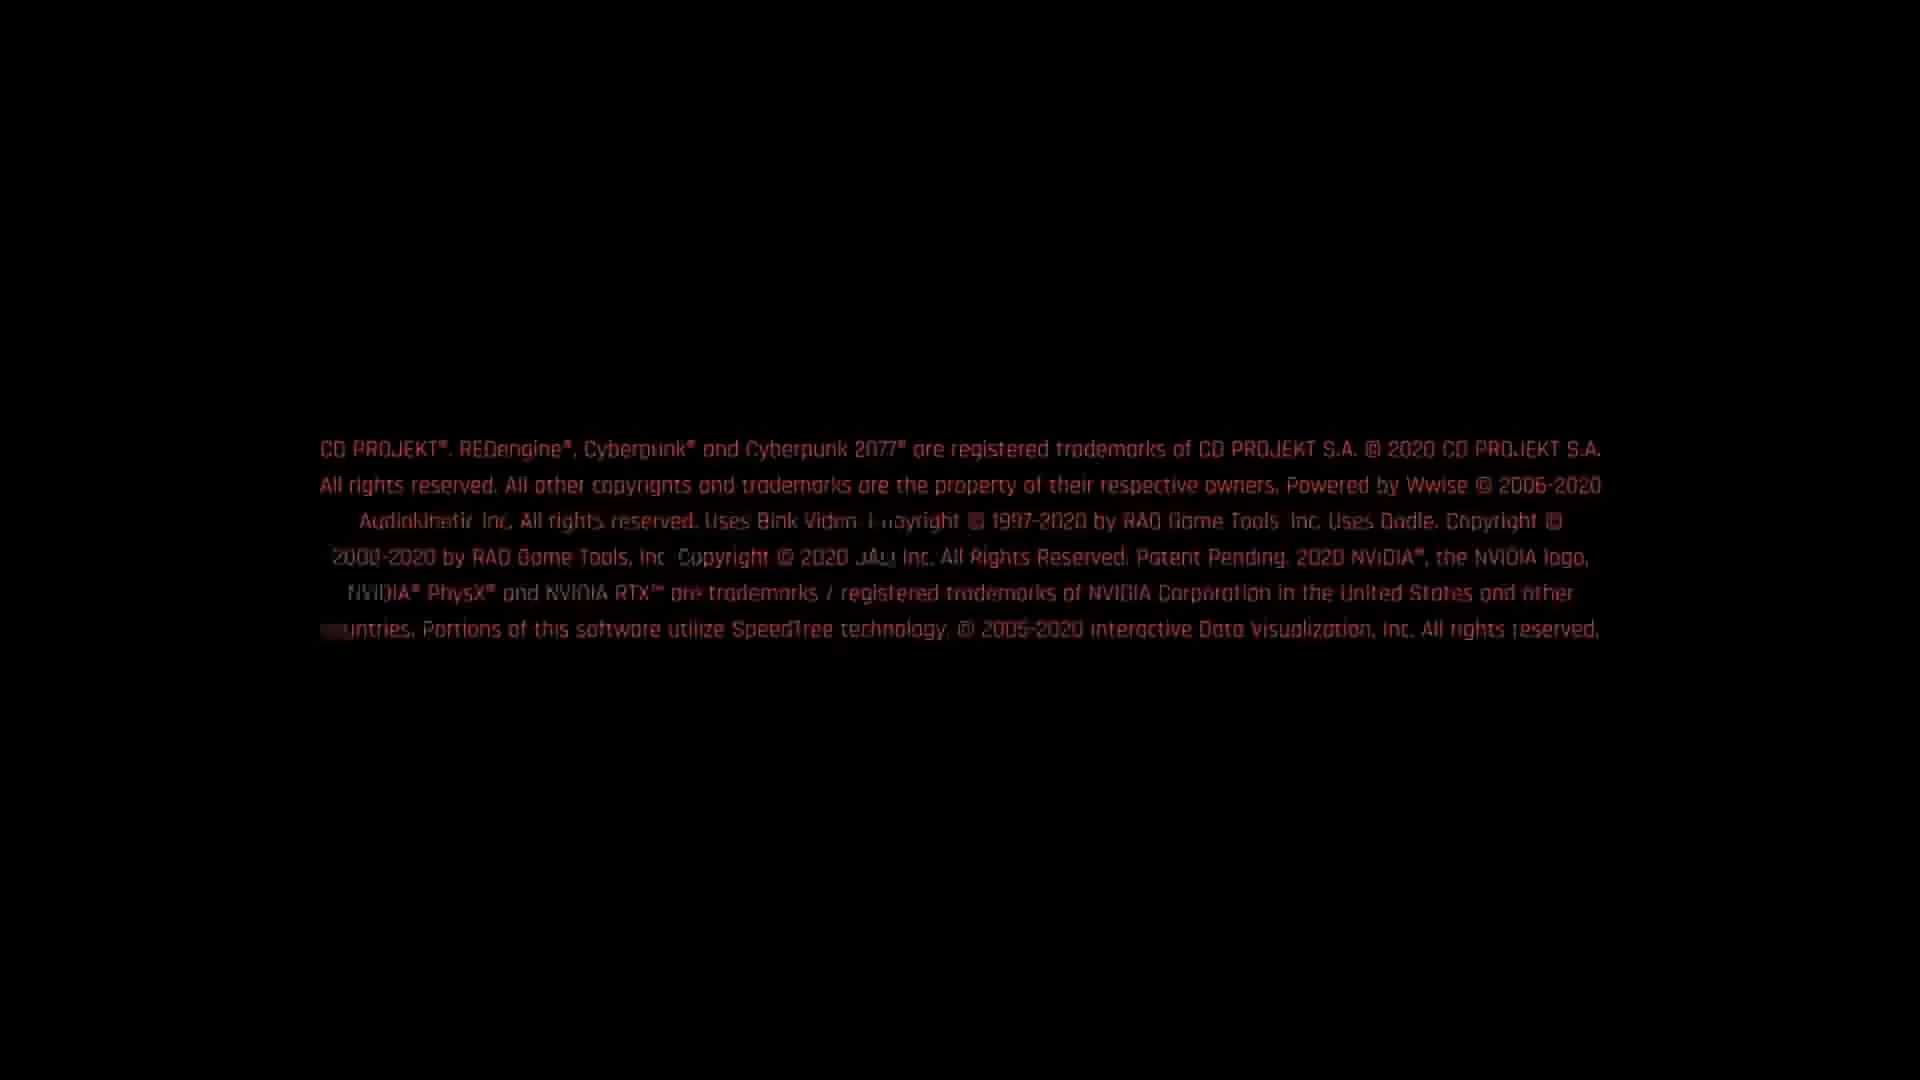 CD PROJEKT®, REDengine®, Cyberpunk® and Cyberpunk 2077® are registered trademarks of CD PROJEKT S.A. © 2020 CD PROJEKT S.A.
All rights reserved. All other copyrights and trademarks are the property of their respective owners. Powered by Wwise © 2006-2020
Audiokinetic Inc. All rights reserved. Uses Bink Video. Copyright © 1997-2020 by RAD Game Tools, Inc. Uses Oodle. Copyright ©
2008-2020 by RAD Game Tools, Inc. Copyright © 2020 JALI Inc. All Rights Reserved. Patent Pending. 2020 NVIDIA®, the NVIDIA logo,
NVIDIA® PhysX® and NVIDIA RTX™ are trademarks / registered trademarks of NVIDIA Corporation in the United States and other
countries. Portions of this software utilize SpeedTree technology. © 2005-2020 Interactive Data Visualization, Inc. All rights reserved.